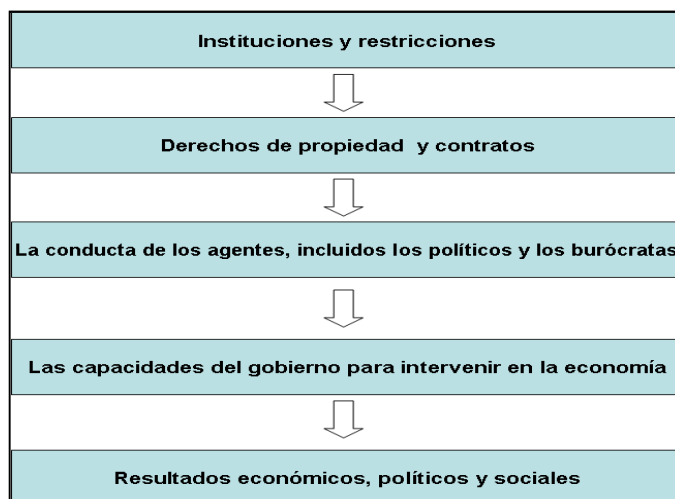 Instituciones y restricciones
Derechos de propiedad y contratos
La conducta de los agentes, incluidos los políticos y los burócratas
Las capacidades del gobierno para intervenir en la economía
Resultados económicos, políticos y sociales